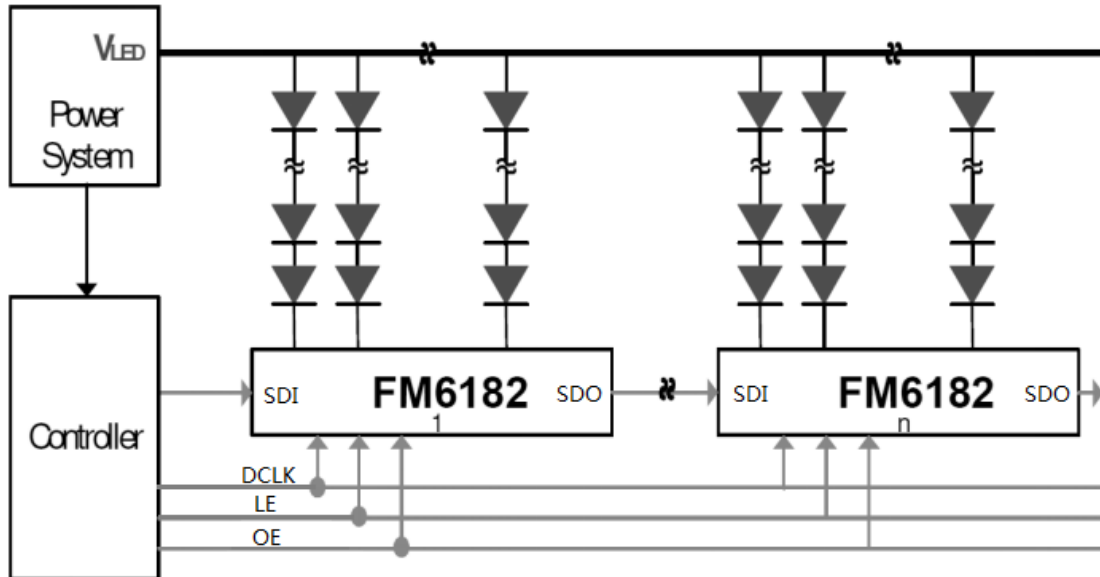 VLED
Power
System
Controller
SDI FM6182 SDO
1
SDI FM6182 SDO
n
DCLK
LE
OE